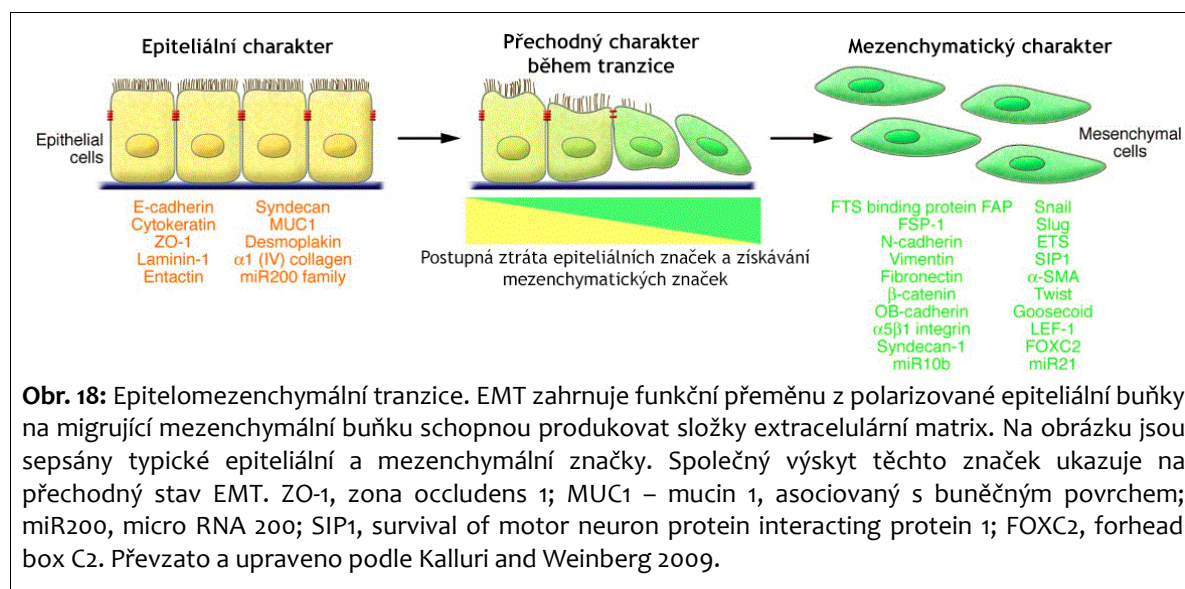 Epiteliální charakter
Přechodný charakter
během tranzice
Mezenchymatický charakter
Epithelial
cells
Mesenchymal
cells
E-cadherin
Cytokeratin
ZO-1
Laminin-1
Entactin
Syndecan
MUC1
Desmoplakin
α1 (IV) collagen
miR200 family
Postupná ztráta epiteliálních značek a získávání
mezenchymatických značek
FTS binding protein FAP
FSP-1
N-cadherin
Vimentin
Fibronectin
β-catenin
OB-cadherin
α5β1 integrin
Syndecan-1
miR10b
Snail
Slug
ETS
SIP1
α-SMA
Twist
Goosecoid
LEF-1
FOXC2
miR21
Obr. 18: Epitelomezenchymální tranzice. EMT zahrnuje funkční přeměnu z polarizované epiteliální buňky
na migrující mezenchymální buňku schopnou produkovat složky extracelulární matrix. Na obrázku jsou
sepsány typické epiteliální a mezenchymální značky. Společný výskyt těchto značek ukazuje na
přechodný stav EMT. ZO-1, zona occludens 1; MUC1 – mucin 1, asociovaný s buněčným povrchem;
miR200, micro RNA 200; SIP1, survival of motor neuron protein interacting protein 1; FOXC2, forhead
box C2. Převzato a upraveno podle Kalluri and Weinberg 2009.